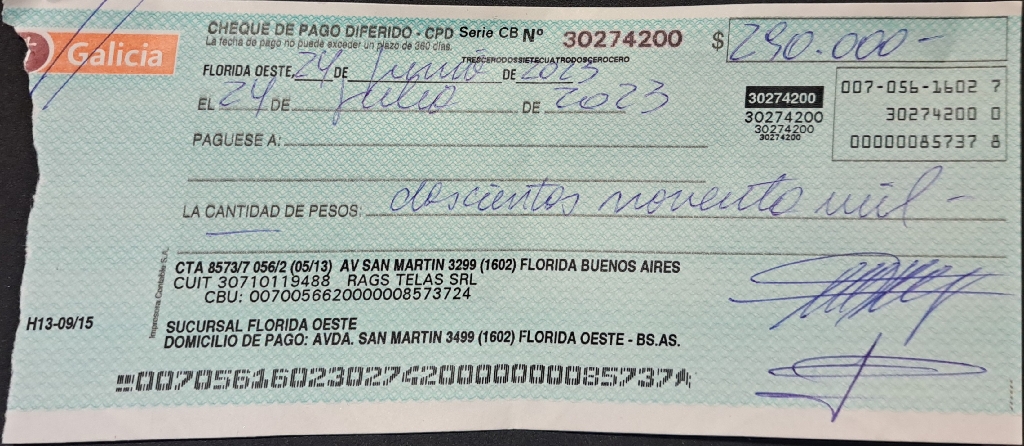 CHEQUE DE PAGO DIFERIDO - CPD Serie CB Nº 30274200 $ 290.000-
La fecha de pago no puede exceder un plazo de 360 días.
TRESCERODOSSIETECUATRODOSCEROCERO
Galicia
FLORIDA OESTE, 24 DE Junio DE 2023
EL 24 DE Julio DE 2023
007-056-1602 7
30274200
30274200 0
30274200
30274200
30274200
00000085737 8
PAGUESE A:
LA CANTIDAD DE PESOS: doscientos noventa mil -
CTA 8573/7 056/2 (05/13) AV SAN MARTIN 3299 (1602) FLORIDA BUENOS AIRES
CUIT 30710119488 RAGS TELAS SRL
CBU: 0070056620000008573724
Impresora Contable S.A.
H13-09/15
SUCURSAL FLORIDA OESTE
DOMICILIO DE PAGO: AVDA. SAN MARTIN 3499 (1602) FLORIDA OESTE - BS.AS.
00705616023027420000000000857378